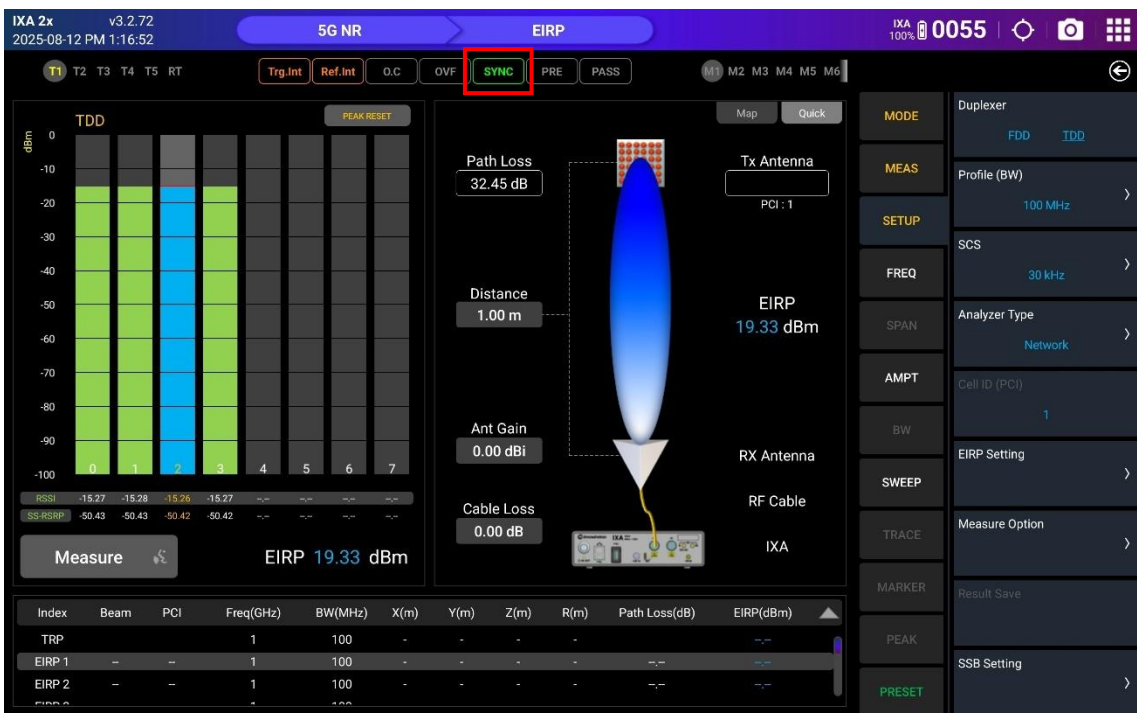 IXA 2x v3.2.72
2025-08-12 PM 1:16:52
5G NR
EIRP
IXA
100%
0055
T1 T2 T3 T4 T5 RT
Trg.Int Ref.Int O.C OVF SYNC PRE PASS
M1 M2 M3 M4 M5 M6
TDD
PEAK RESET
dBm
0
-10
-20
-30
-40
-50
-60
-70
-80
-90
-100
0 1 2 3 4 5 6 7
RSSI -15.27 -15.28 -15.26 -15.27 --.-- --.-- --.-- --.--
SS-RSRP -50.43 -50.43 -50.42 -50.42 --.-- --.-- --.-- --.--
Measure
EIRP 19.33 dBm
Map Quick
Path Loss
32.45 dB
Tx Antenna
PCI : 1
Distance
1.00 m
EIRP
19.33 dBm
Ant Gain
0.00 dBi
RX Antenna
Cable Loss
0.00 dB
RF Cable
IXA
IXA
Index Beam PCI Freq(GHz) BW(MHz) X(m) Y(m) Z(m) R(m) Path Loss(dB) EIRP(dBm)
TRP 1 100 - - - - --.--
EIRP 1 -- -- 1 100 - - - - --.-- --.--
EIRP 2 -- -- 1 100 - - - - --.-- --.--
MODE
MEAS
SETUP
FREQ
SPAN
AMPT
BW
SWEEP
TRACE
MARKER
PEAK
PRESET
Duplexer
FDD TDD
Profile (BW)
100 MHz
SCS
30 kHz
Analyzer Type
Network
Cell ID (PCI)
1
EIRP Setting
Measure Option
Result Save
SSB Setting